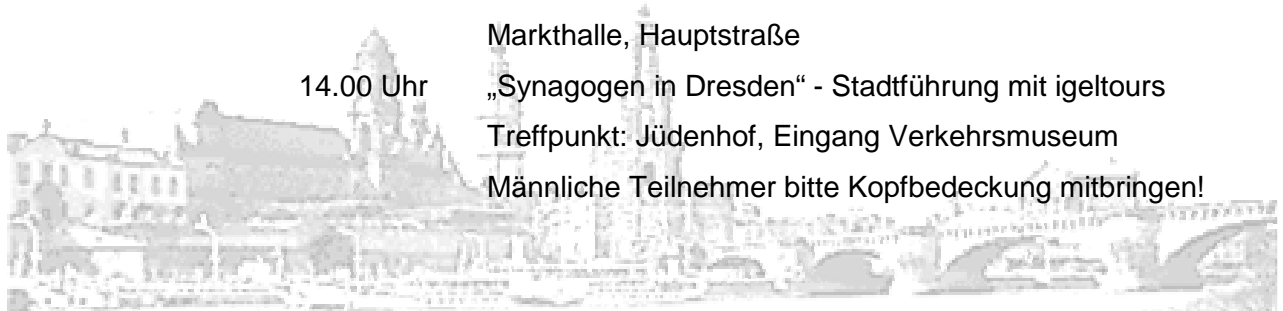 Markthalle, Hauptstraße
14.00 Uhr „Synagogen in Dresden“ - Stadtführung mit igeltours
Treffpunkt: Jüdenhof, Eingang Verkehrsmuseum
Männliche Teilnehmer bitte Kopfbedeckung mitbringen!